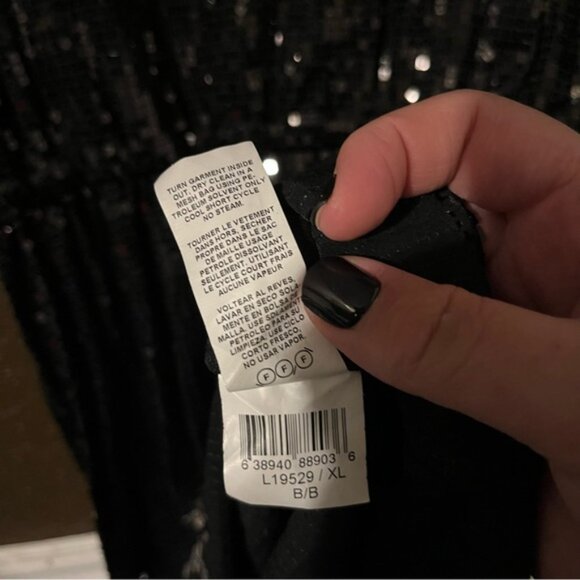 TURN GARMENT INSIDE
OUT. DRY CLEAN IN A
MESH BAG USING PE-
TROLEUM SOLVENT ONLY
COOL SHORT CYCLE
NO STEAM.
TOURNER LE VETEMENT
DANS HORS, SECHER
PROPRE DANS LE SAC
DE MAILLE USAGE
PETROLE DISSOLVANT
SEULEMENT, UTILISANT
LE CYCLE COURT FRAIS
AUCUNE VAPEUR
VOLTEAR AL REVES,
LAVAR EN SECO SOLA
MENTE EN BOLSA DE
MALLA. USE SOLAMENTE
PETROLEO PARA SU
LIMPIEZA. USE CICLO
CORTO FRESCO,
NO USAR VAPOR.
F F F
6 38940 88903 6
L19529 / XL
B/B